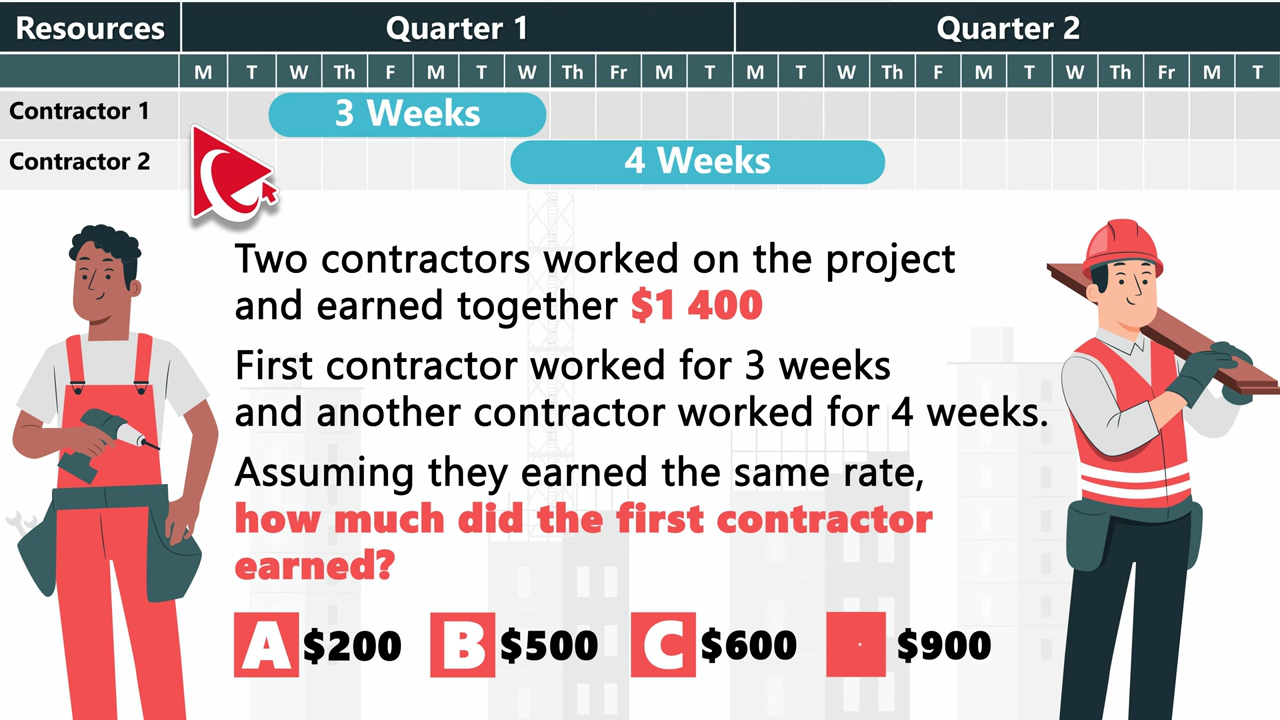 Resources Quarter 1 Quarter 2
M T W Th F M T W Th Fr M T M T W Th F M T W Th Fr M T
Contractor 1 3 Weeks
Contractor 2 4 Weeks
Two contractors worked on the project
and earned together $1 400
First contractor worked for 3 weeks
and another contractor worked for 4 weeks.
Assuming they earned the same rate,
how much did the first contractor
earned?
A $200 B $500 C $600 $900